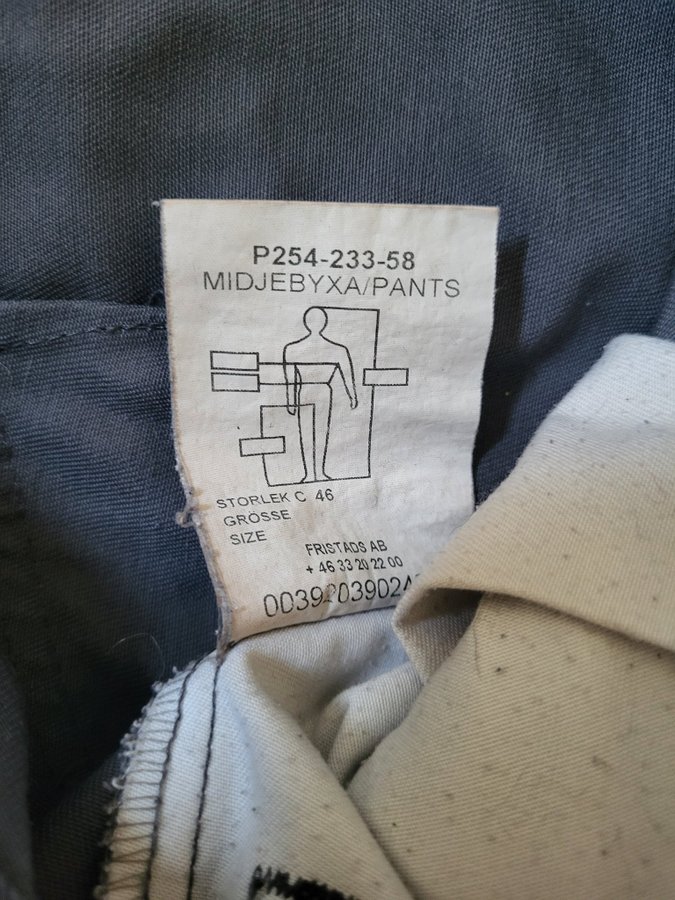 P254-233-58
MIDJEBYXA/PANTS
STORLEK C 46
GRÖSSE
SIZE
FRISTADS AB
+ 46 33 20 22 00